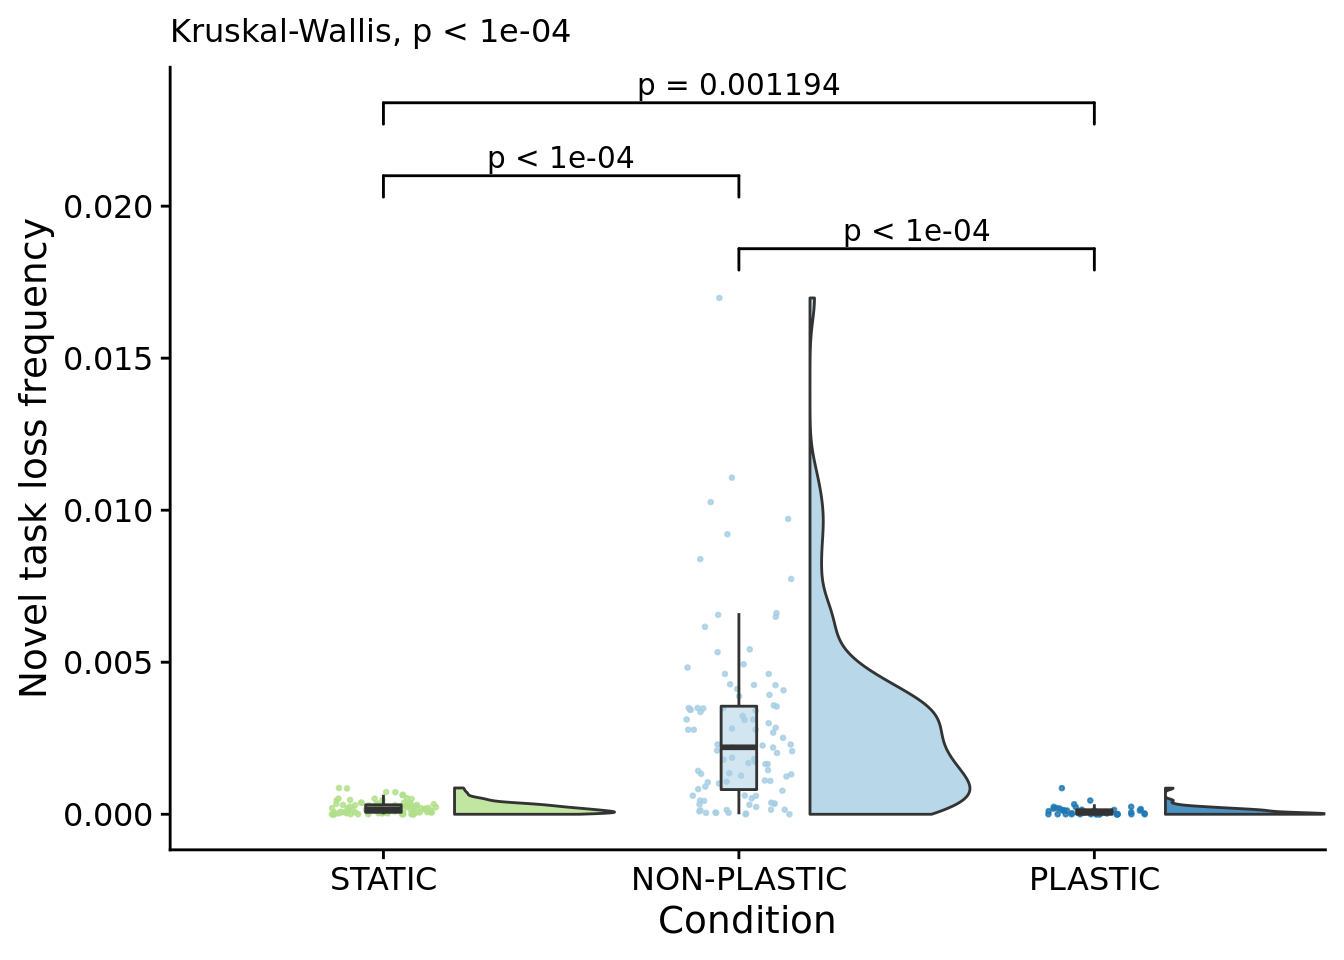 Kruskal-Wallis, p < 1e-04
p = 0.001194
p < 1e-04
p < 1e-04
Novel task loss frequency
0.020
0.015
0.010
0.005
0.000
STATIC
NON-PLASTIC
PLASTIC
Condition